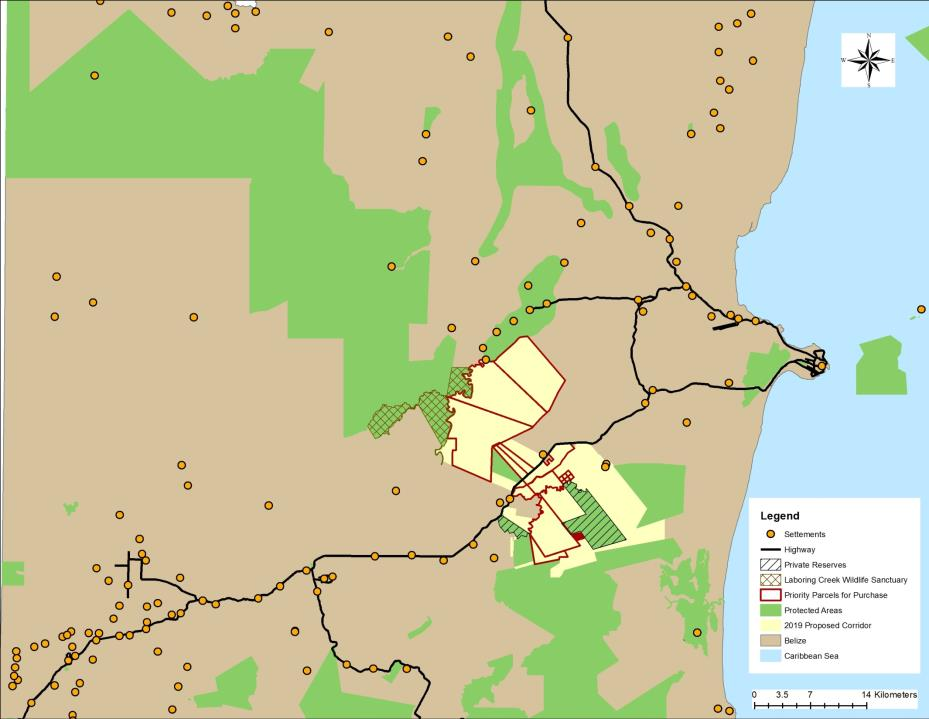 N
W E
S
Legend
Settements
Highway
Private Reserves
Laboring Creek Wildlife Sanctuary
Priority Parcels for Purchase
Protected Areas
2019 Proposed Corridor
Belize
Caribbean Sea
0 3.5 7 14 Kilometers